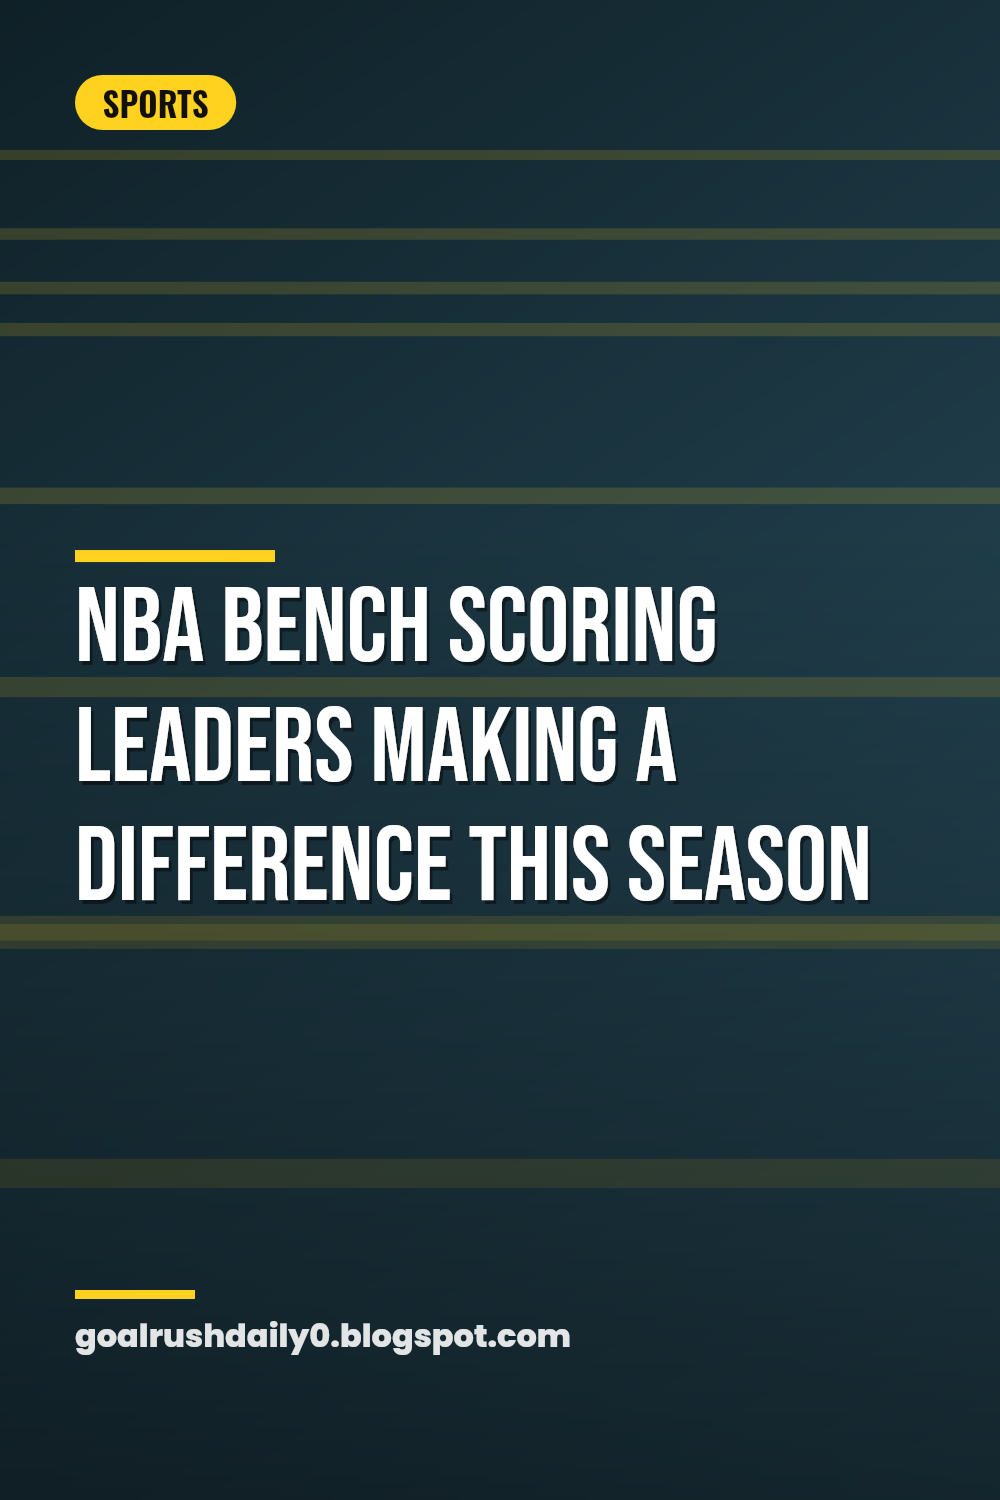 SPORTS
NBA BENCH SCORING
LEADERS MAKING A
DIFFERENCE THIS SEASON
goalrushdaily0.blogspot.com